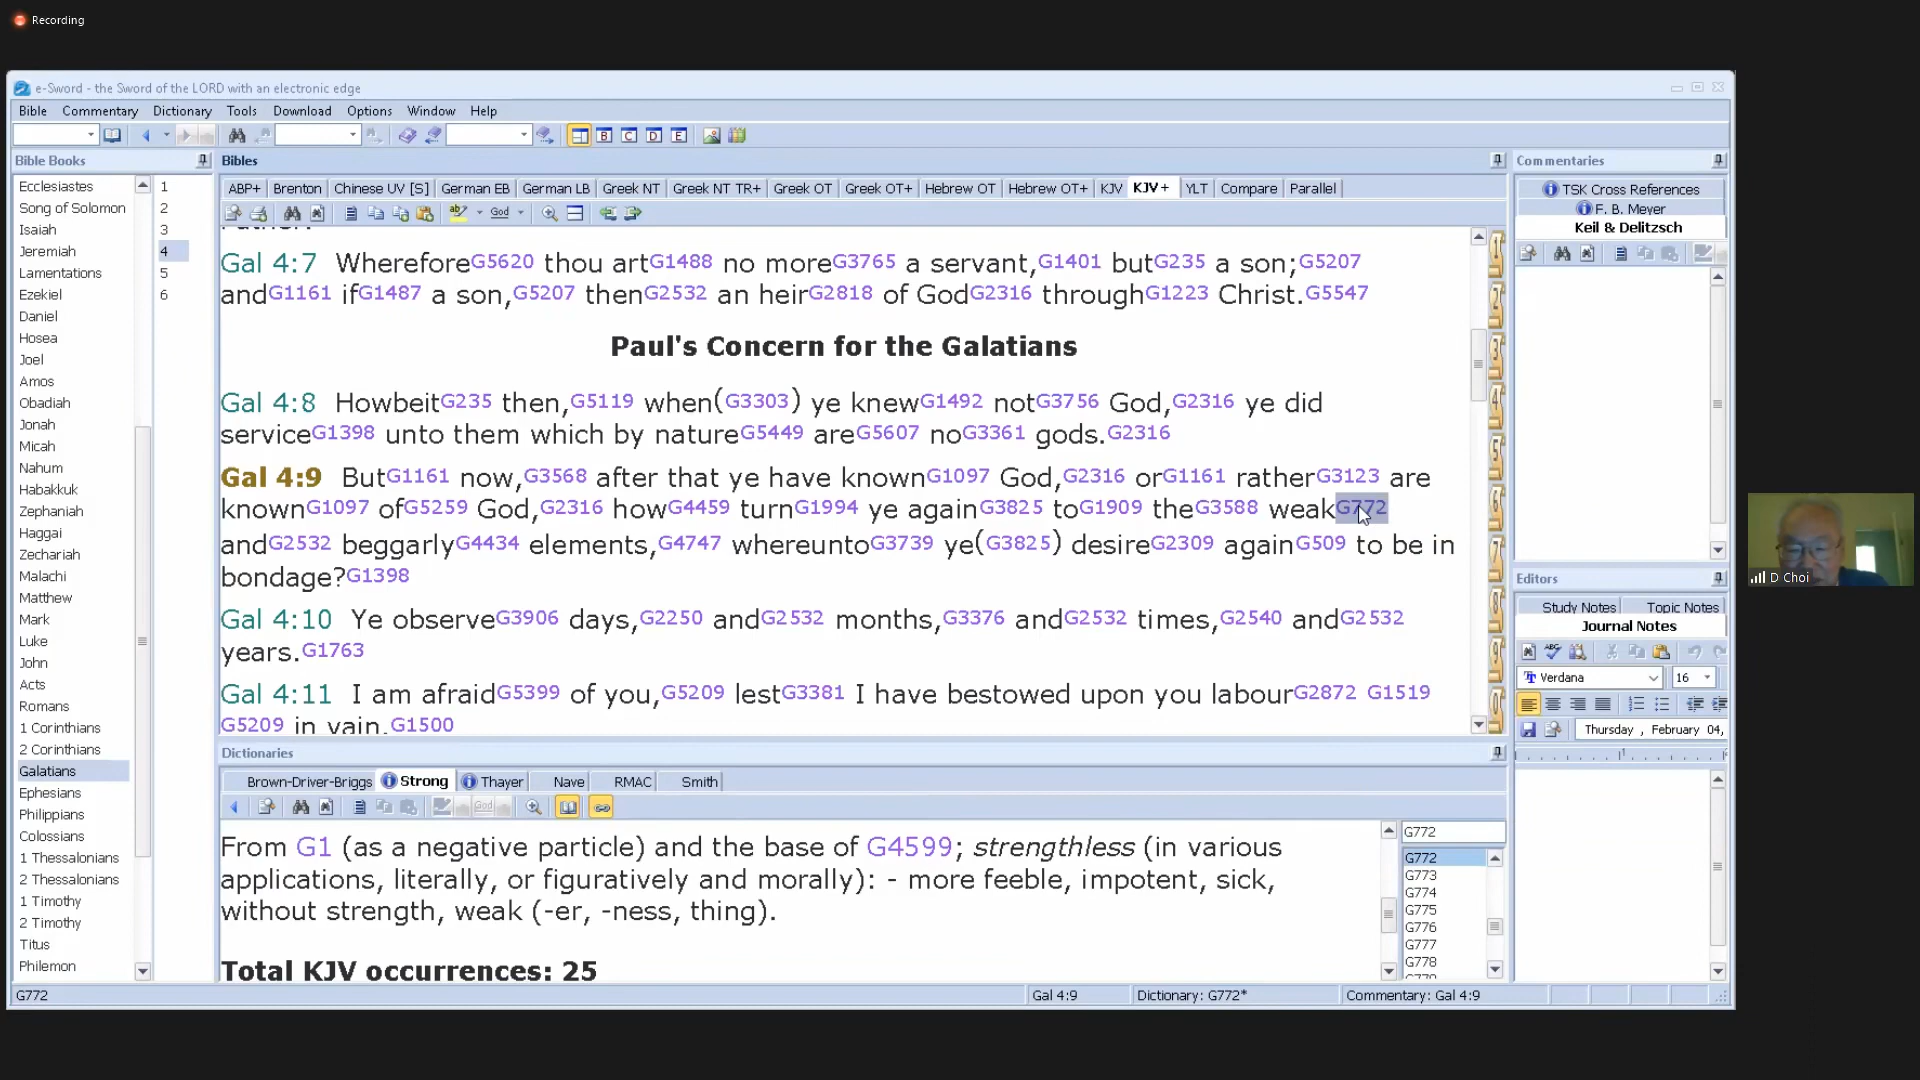 Recording
e-Sword - the Sword of the LORD with an electronic edge
Bible Commentary Dictionary Tools Download Options Window Help
B C D E
Bible Books
Ecclesiastes
Song of Solomon
Isaiah
Jeremiah
Lamentations
Ezekiel
Daniel
Hosea
Joel
Amos
Obadiah
Jonah
Micah
Nahum
Habakkuk
Zephaniah
Haggai
Zechariah
Malachi
Matthew
Mark
Luke
John
Acts
Romans
1 Corinthians
2 Corinthians
Galatians
Ephesians
Philippians
Colossians
1 Thessalonians
2 Thessalonians
1 Timothy
2 Timothy
Titus
Philemon
1
2
3
4
5
6
Bibles
ABP+ Brenton Chinese UV [S] German EB German LB Greek NT Greek NT TR+ Greek OT Greek OT+ Hebrew OT Hebrew OT+ KJV KJV+ YLT Compare Parallel
God
Gal 4:7 WhereforeG5620 thou artG1488 no moreG3765 a servant,G1401 butG235 a son;G5207
andG1161 ifG1487 a son,G5207 thenG2532 an heirG2818 of GodG2316 throughG1223 Christ.G5547
Paul's Concern for the Galatians
Gal 4:8 HowbeitG235 then,G5119 when(G3303) ye knewG1492 notG3756 God,G2316 ye did
serviceG1398 unto them which by natureG5449 areG5607 noG3361 gods.G2316
Gal 4:9 ButG1161 now,G3568 after that ye have knownG1097 God,G2316 orG1161 ratherG3123 are
knownG1097 ofG5259 God,G2316 howG4459 turnG1994 ye againG3825 toG1909 theG3588 weakG772
andG2532 beggarlyG4434 elements,G4747 whereuntoG3739 ye(G3825) desireG2309 againG509 to be in
bondage?G1398
Gal 4:10 Ye observeG3906 days,G2250 andG2532 months,G3376 andG2532 times,G2540 andG2532
years.G1763
Gal 4:11 I am afraidG5399 of you,G5209 lestG3381 I have bestowed upon you labourG2872 G1519
G5209 in vain.G1500
1
2
3
4
5
6
7
8
9
0
Dictionaries
Brown-Driver-Briggs Strong Thayer Nave RMAC Smith
God
From G1 (as a negative particle) and the base of G4599; strengthless (in various
applications, literally, or figuratively and morally): - more feeble, impotent, sick,
without strength, weak (-er, -ness, thing).
Total KJV occurrences: 25
G772
G772
G773
G774
G775
G776
G777
G778
Commentaries
TSK Cross References
F. B. Meyer
Keil & Delitzsch
Editors
Study Notes Topic Notes
Journal Notes
Verdana 16
Thursday , February 04,
D Choi
G772 Gal 4:9 Dictionary: G772* Commentary: Gal 4:9